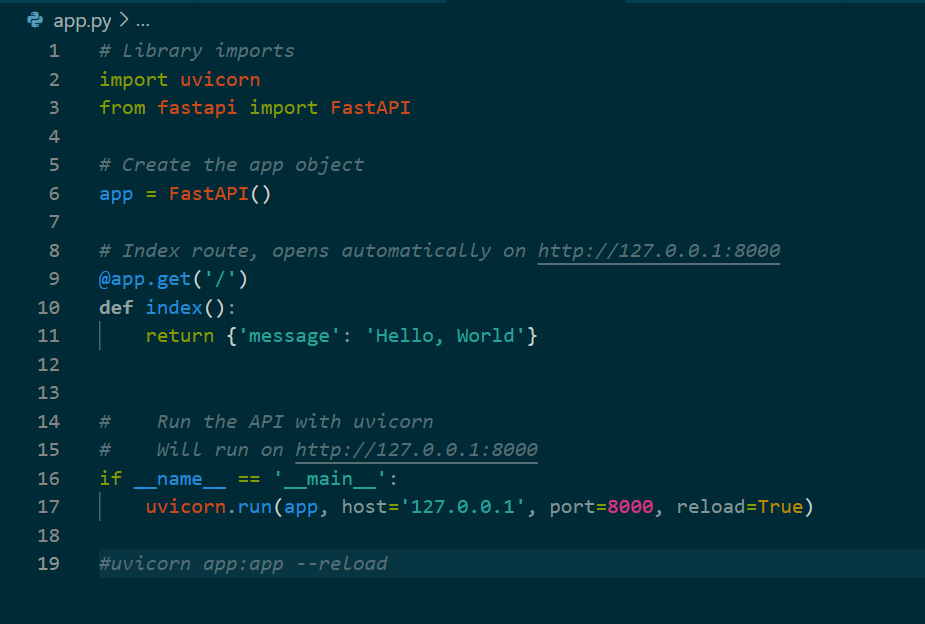 app.py > ...
1 # Library imports
2 import uvicorn
3 from fastapi import FastAPI
4
5 # Create the app object
6 app = FastAPI()
7
8 # Index route, opens automatically on http://127.0.0.1:8000
9 @app.get('/')
10 def index():
11     return {'message': 'Hello, World'}
12
13
14 #    Run the API with uvicorn
15 #    Will run on http://127.0.0.1:8000
16 if __name__ == '__main__':
17     uvicorn.run(app, host='127.0.0.1', port=8000, reload=True)
18
19 #uvicorn app:app --reload